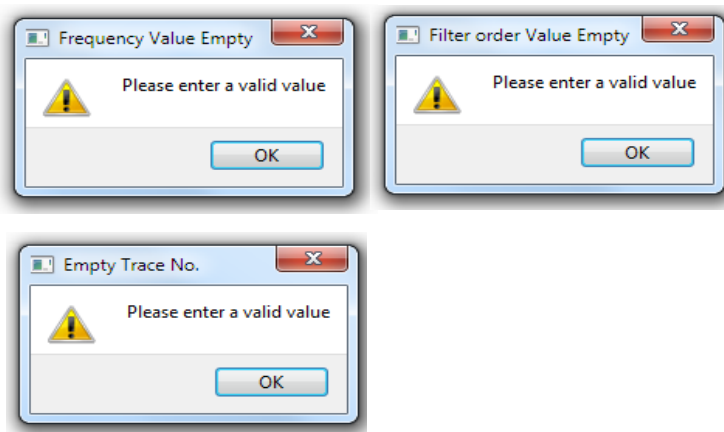 Frequency Value Empty
Please enter a valid value
OK
Filter order Value Empty
Please enter a valid value
OK
Empty Trace No.
Please enter a valid value
OK